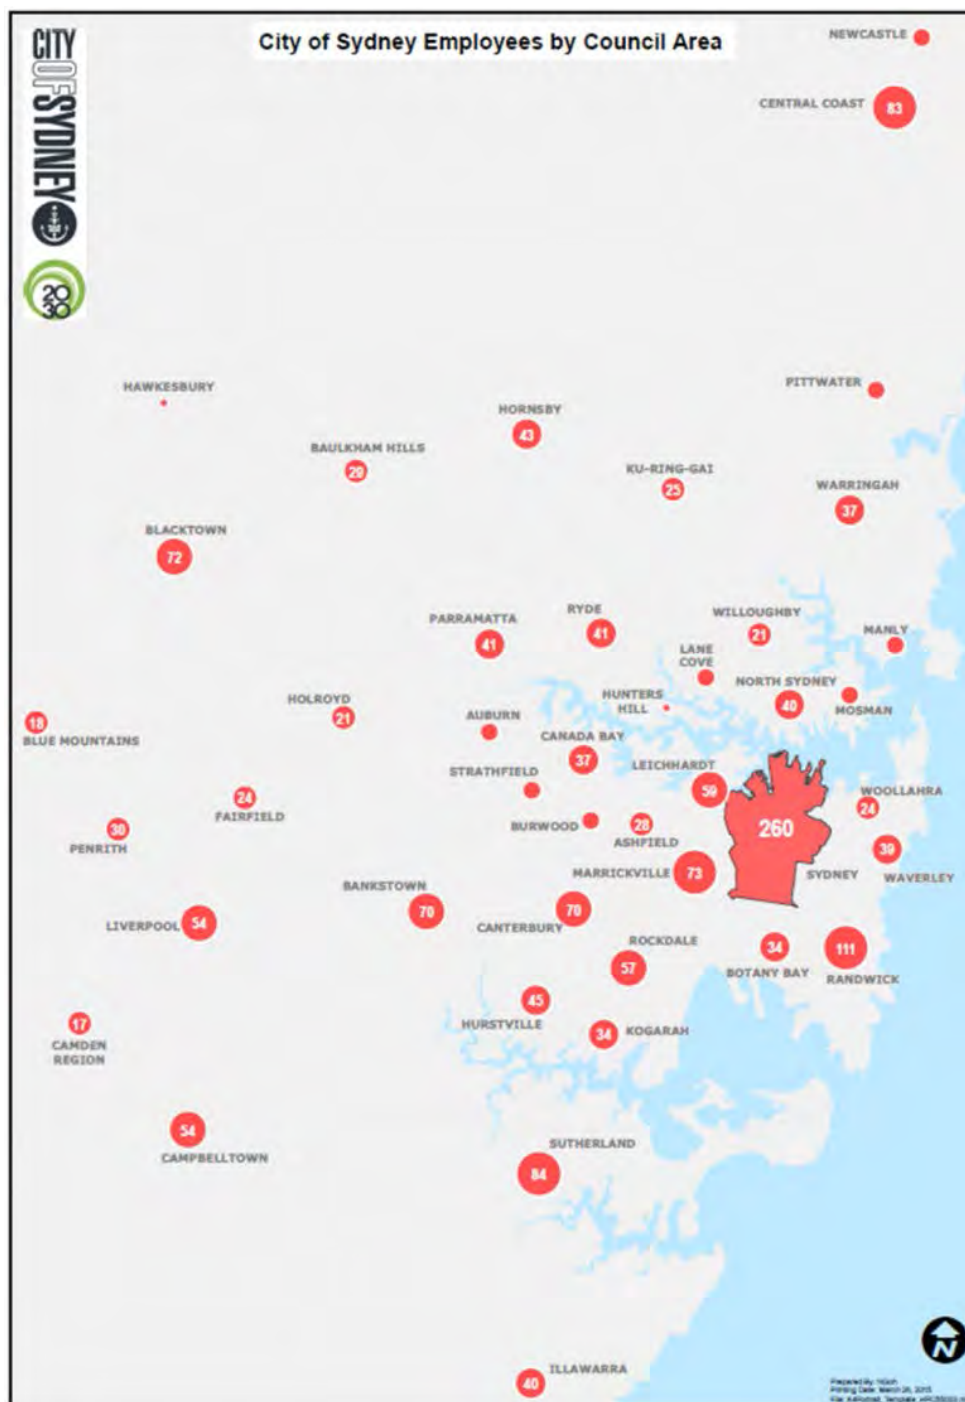 CITY OF SYDNEY
2030
City of Sydney Employees by Council Area
NEWCASTLE
CENTRAL COAST
83
HAWKESBURY
PITTWATER
HORNSBY
43
BAULKHAM HILLS
20
KU-RING-GAI
25
WARRINGAH
37
BLACKTOWN
72
PARRAMATTA
41
RYDE
41
WILLOUGHBY
21
MANLY
LANE
COVE
NORTH SYDNEY
40
MOSMAN
HUNTERS
HILL
HOLROYD
21
AUBURN
18
BLUE MOUNTAINS
CANADA BAY
37
STRATHFIELD
LEICHHARDT
59
WOOLLAHRA
24
24
FAIRFIELD
BURWOOD
28
ASHFIELD
260
SYDNEY
30
PENRITH
39
WAVERLEY
MARRICKVILLE
73
BANKSTOWN
70
CANTERBURY
70
LIVERPOOL
54
ROCKDALE
57
34
BOTANY BAY
111
RANDWICK
45
HURSTVILLE
34
KOGARAH
17
CAMDEN
REGION
54
CAMPBELLTOWN
SUTHERLAND
84
N
ILLAWARRA
40